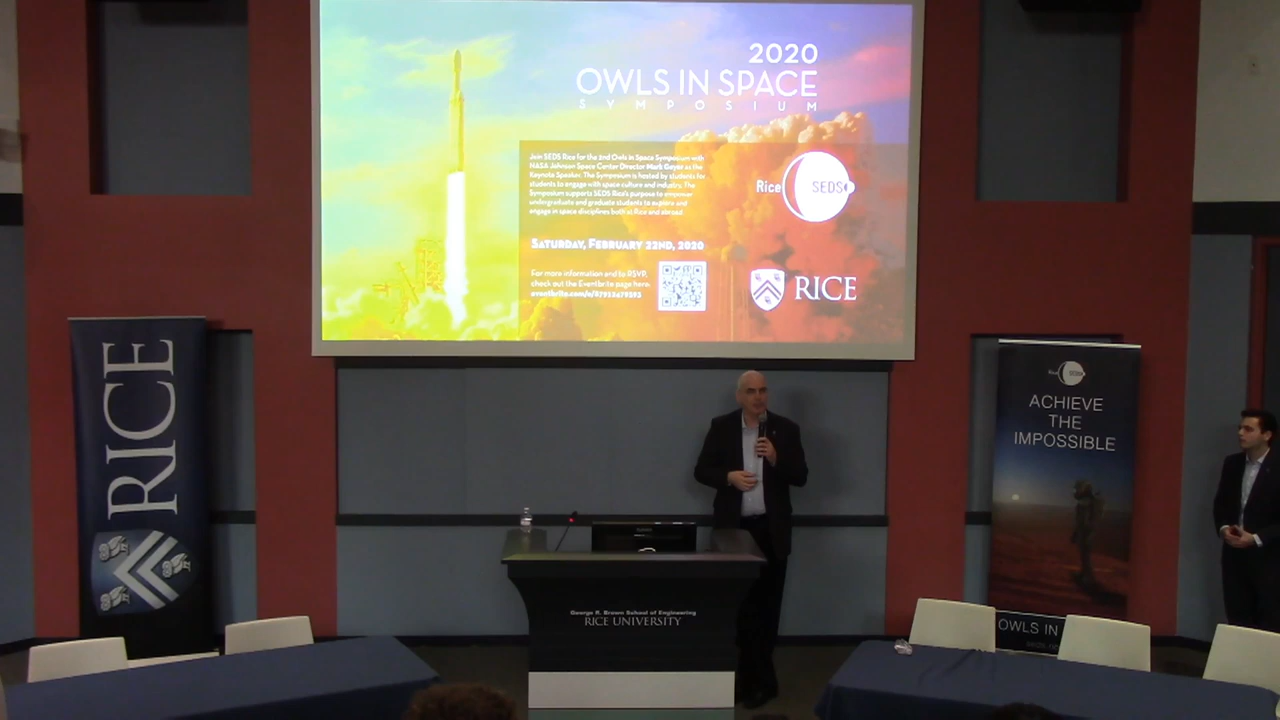 2020
OWLS IN SPACE
SYMPOSIUM
Join SEDS Rice for the 2nd Owls in Space Symposium with
NASA Johnson Space Center Director Mark Geyer as the
Keynote Speaker. The Symposium is hosted by students for
students to engage with space culture and industry. The
Symposium supports SEDS Rice's purpose to empower
undergraduate and graduate students to explore and
engage in space disciplines both at Rice and abroad.
Rice SEDS
SATURDAY, FEBRUARY 22ND, 2020
For more information and to RSVP,
check out the Eventbrite page here:
eventbrite.com/e/87953479593
RICE
RICE
Rice SEDS
ACHIEVE
THE
IMPOSSIBLE
George R. Brown School of Engineering
RICE UNIVERSITY
OWLS IN